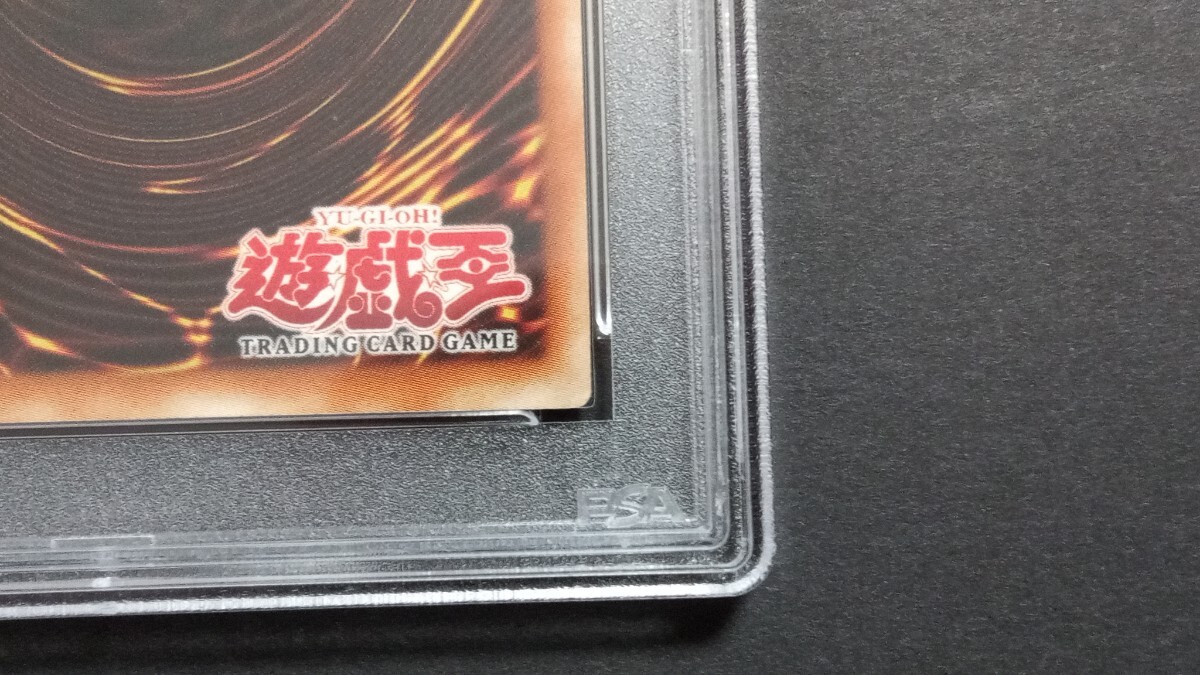 YU-GI-OH!
遊戯王
TRADING CARD GAME
PSA